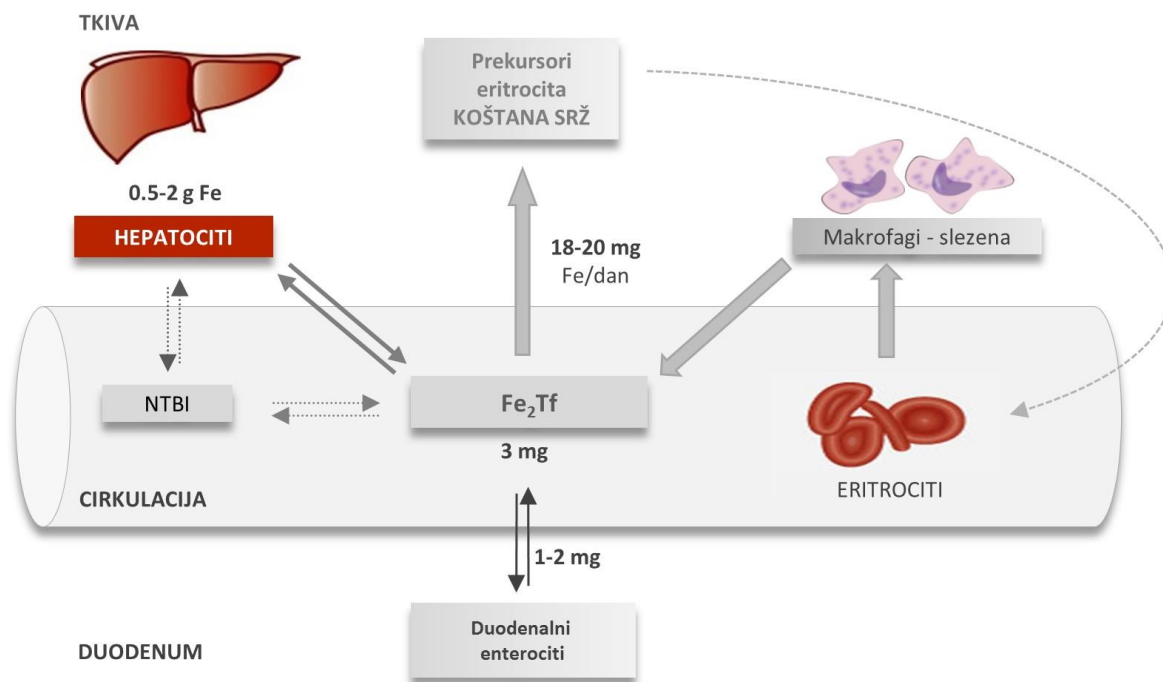 TKIVA
Prekursori
eritrocita
KOŠTANA SRŽ
0.5-2 g Fe
HEPATOCITI
18-20 mg
Fe/dan
Makrofagi - slezena
NTBI
Fe₂Tf
3 mg
CIRKULACIJA
ERITROCITI
1-2 mg
Duodenalni
enterociti
DUODENUM